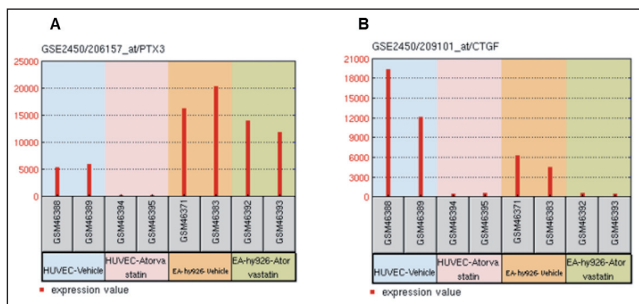 A
GSE2450/206157_at/PTX3
25000
20000
15000
10000
5000
0
GSM46388
GSM46389
GSM46394
GSM46395
GSM46371
GSM46383
GSM46392
GSM46393
HUVEC-Vehicle
HUVEC-Atorva
statin
EA-hy926-Vehicle
EA-hy926-Ator
vastatin
expression value
B
GSE2450/209101_at/CTGF
21000
18000
15000
12000
9000
6000
3000
0
GSM46388
GSM46389
GSM46394
GSM46395
GSM46371
GSM46383
GSM46392
GSM46393
HUVEC-Vehicle
HUVEC-Atorva
statin
EA-hy926-Vehicle
EA-hy926-Ator
vastatin
expression value